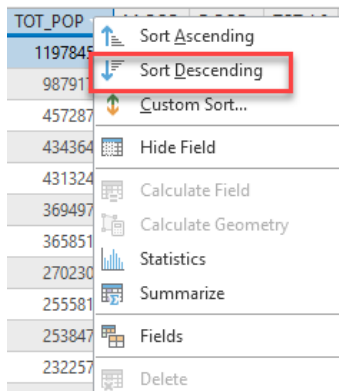 TOT_POP
1197845 Sort Ascending
98791 Sort Descending
457287 Custom Sort...
434364 Hide Field
431324 Calculate Field
369497 Calculate Geometry
365851 Statistics
270230 Summarize
255581
253847 Fields
232257 Delete